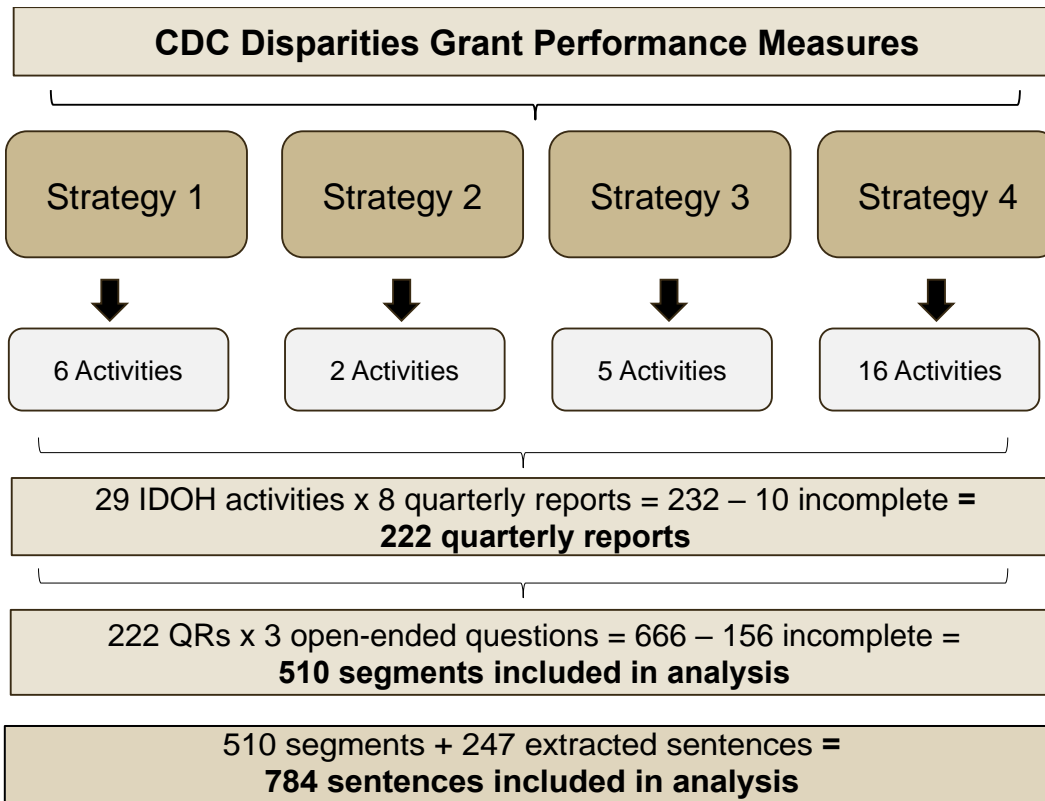 CDC Disparities Grant Performance Measures
Strategy 1
Strategy 2
Strategy 3
Strategy 4
6 Activities
2 Activities
5 Activities
16 Activities
29 IDOH activities x 8 quarterly reports = 232 – 10 incomplete =
222 quarterly reports
222 QRs x 3 open-ended questions = 666 – 156 incomplete =
510 segments included in analysis
510 segments + 247 extracted sentences =
784 sentences included in analysis